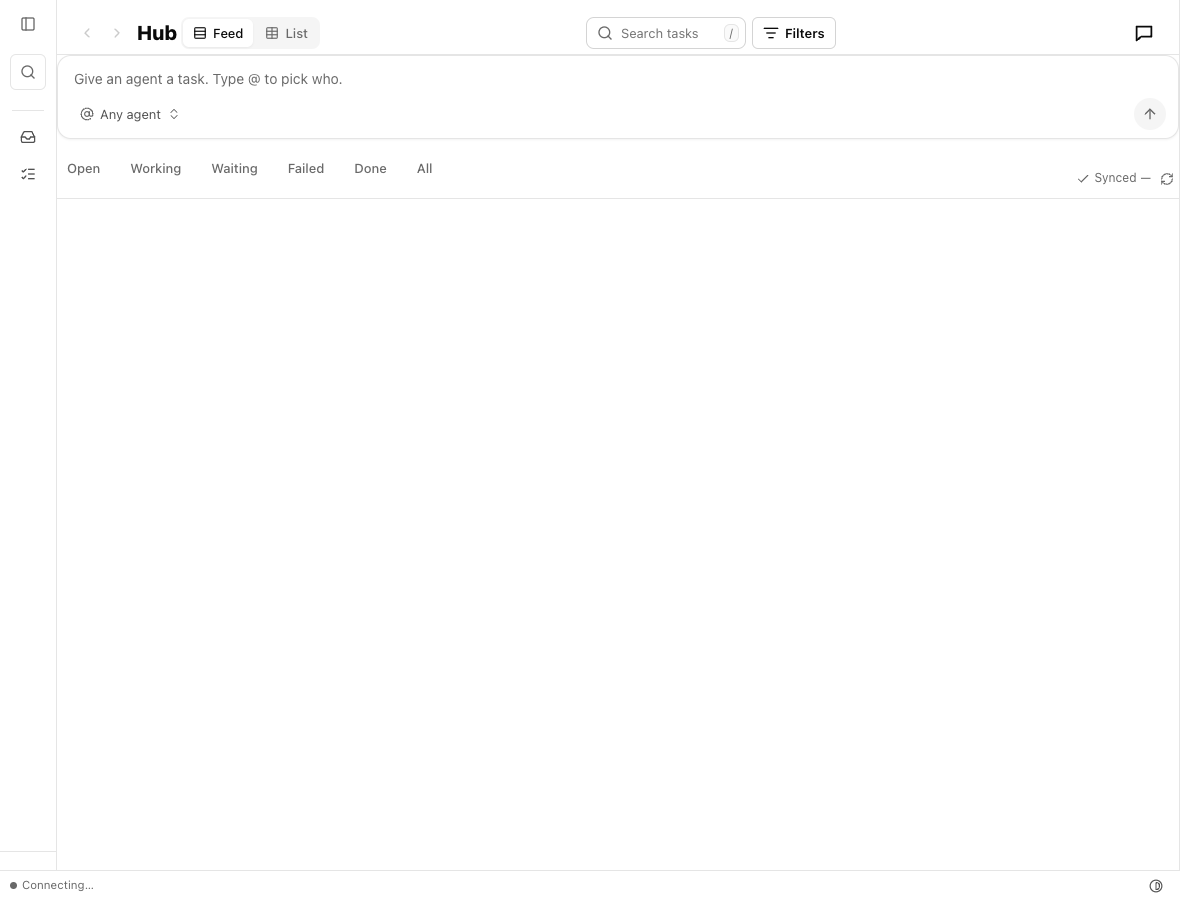 Hub
Feed
List
Search tasks
/
Filters
Give an agent a task. Type @ to pick who.
@ Any agent
Open
Working
Waiting
Failed
Done
All
Synced —
Connecting...